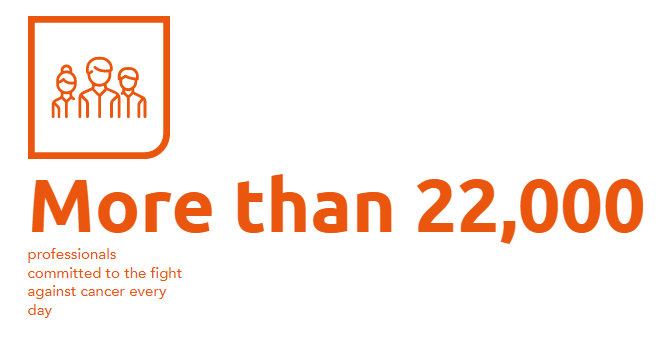 More than 22,000
professionals
committed to the fight
against cancer every
day